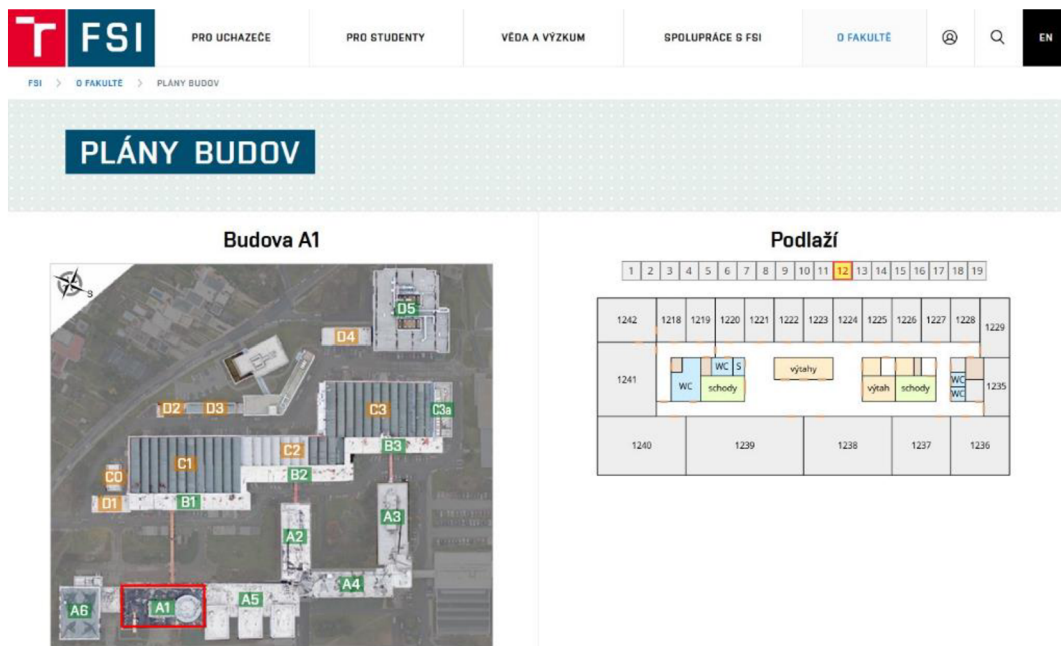 FSI
PRO UCHAZEČE
PRO STUDENTY
VĚDA A VÝZKUM
SPOLUPRÁCE S FSI
O FAKULTĚ
EN
FSI > O FAKULTĚ > PLÁNY BUDOV
PLÁNY BUDOV
Budova A1
S
D5
D4
D2
D3
C3
C3a
C1
C2
B3
C0
B2
D1
B1
A2
A3
A4
A6
A1
A5
Podlaží
1 2 3 4 5 6 7 8 9 10 11 12 13 14 15 16 17 18 19
1242 1218 1219 1220 1221 1222 1223 1224 1225 1226 1227 1228 1229
WC S
výtahy
1241
WC
schody
výtah
schody
WC
WC
1235
1240 1239 1238 1237 1236